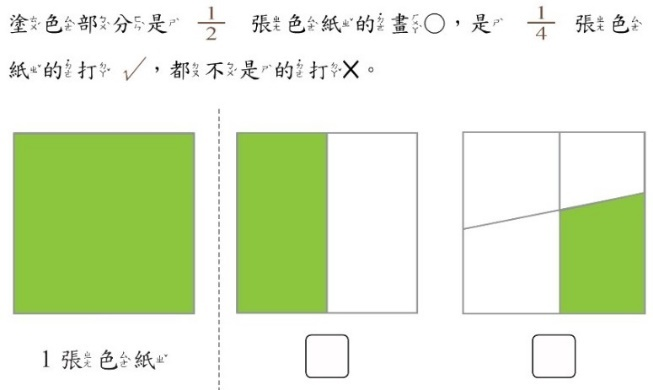 塗色部分是 1/2 張色紙的畫○，是 1/4 張色
紙的打 ✓，都不是的打✕。
1 張色紙